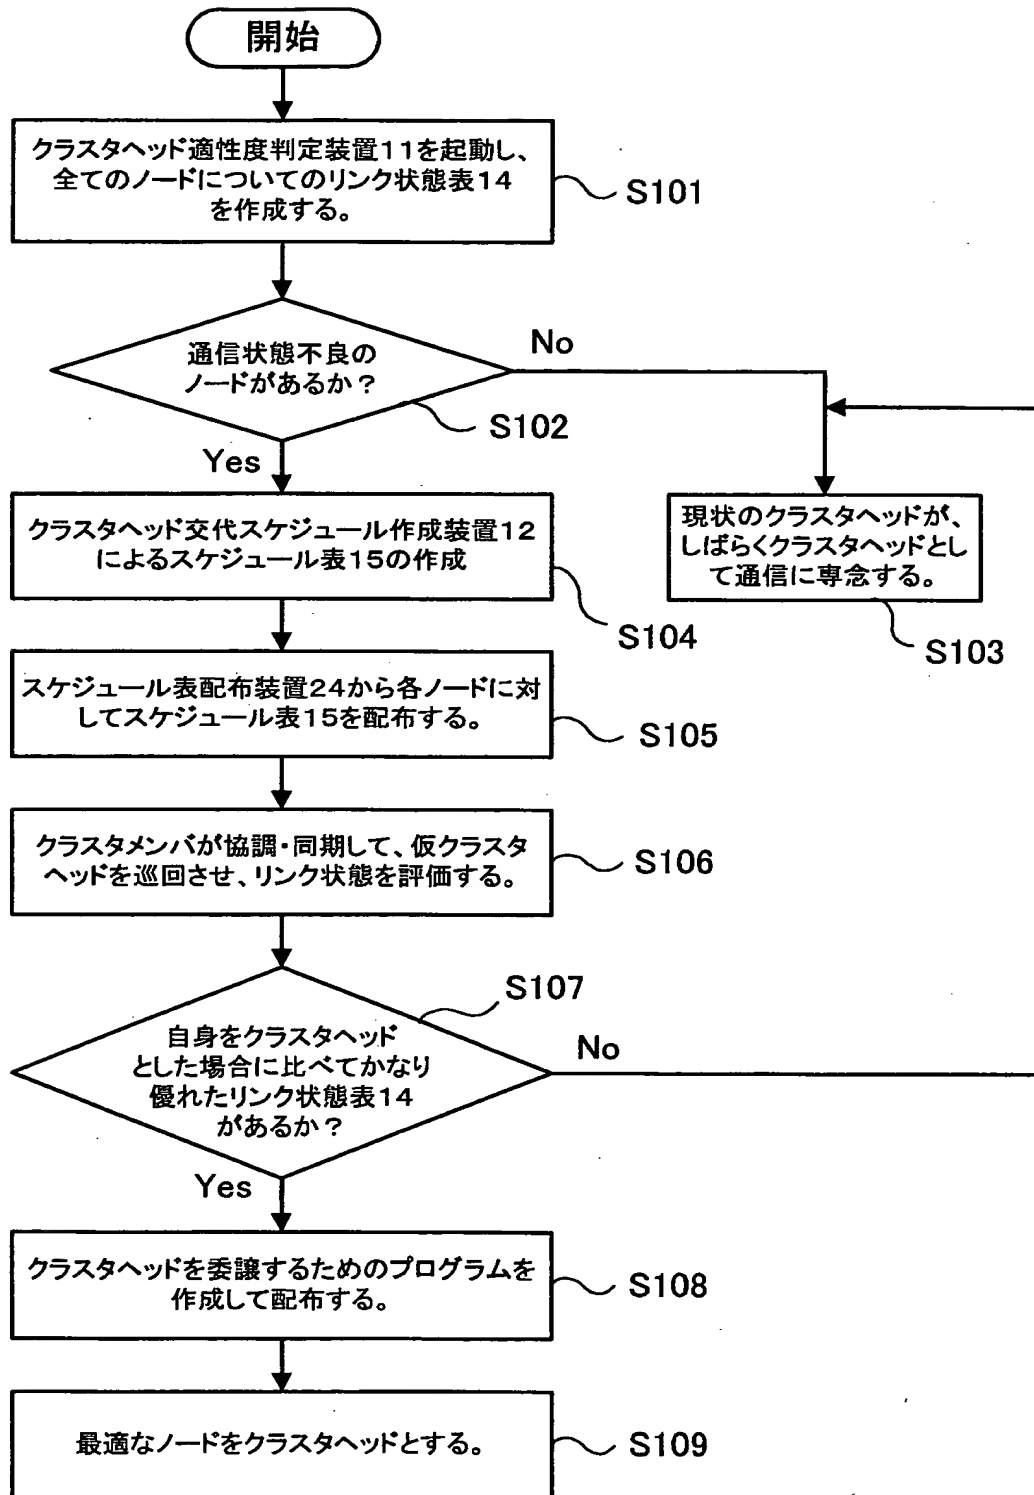 開始
クラスタヘッド適性度判定装置11を起動し、
全てのノードについてのリンク状態表14
を作成する。
S101
通信状態不良の
ノードがあるか？
No
S102
Yes
クラスタヘッド交代スケジュール作成装置12
によるスケジュール表15の作成
S104
現状のクラスタヘッドが、
しばらくクラスタヘッドとし
て通信に専念する。
S103
スケジュール表配布装置24から各ノードに対
してスケジュール表15を配布する。
S105
クラスタメンバが協調・同期して、仮クラスタ
ヘッドを巡回させ、リンク状態を評価する。
S106
S107
自身をクラスタヘッド
とした場合に比べてかなり
優れたリンク状態表14
があるか？
No
Yes
クラスタヘッドを委譲するためのプログラムを
作成して配布する。
S108
最適なノードをクラスタヘッドとする。
S109